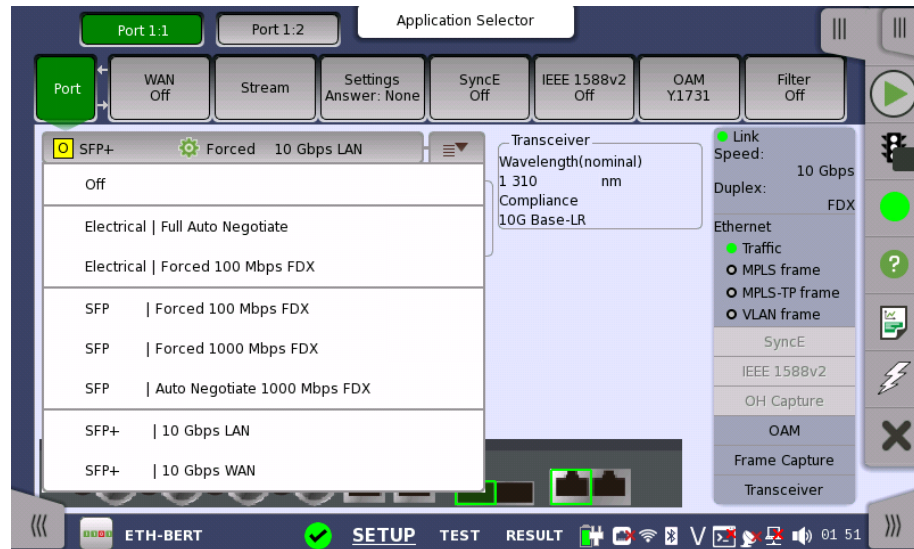 Application Selector
Port 1:1
Port 1:2
Port
WAN
Off
Stream
Settings
Answer: None
SyncE
Off
IEEE 1588v2
Off
OAM
Y.1731
Filter
Off
O SFP+ Forced 10 Gbps LAN
Off
Electrical | Full Auto Negotiate
Electrical | Forced 100 Mbps FDX
SFP | Forced 100 Mbps FDX
SFP | Forced 1000 Mbps FDX
SFP | Auto Negotiate 1000 Mbps FDX
SFP+ | 10 Gbps LAN
SFP+ | 10 Gbps WAN
Transceiver
Wavelength(nominal)
1 310 nm
Compliance
10G Base-LR
Link
Speed:
10 Gbps
Duplex:
FDX
Ethernet
Traffic
MPLS frame
MPLS-TP frame
VLAN frame
SyncE
IEEE 1588v2
OH Capture
OAM
Frame Capture
Transceiver
ETH-BERT
SETUP
TEST
RESULT
01 51